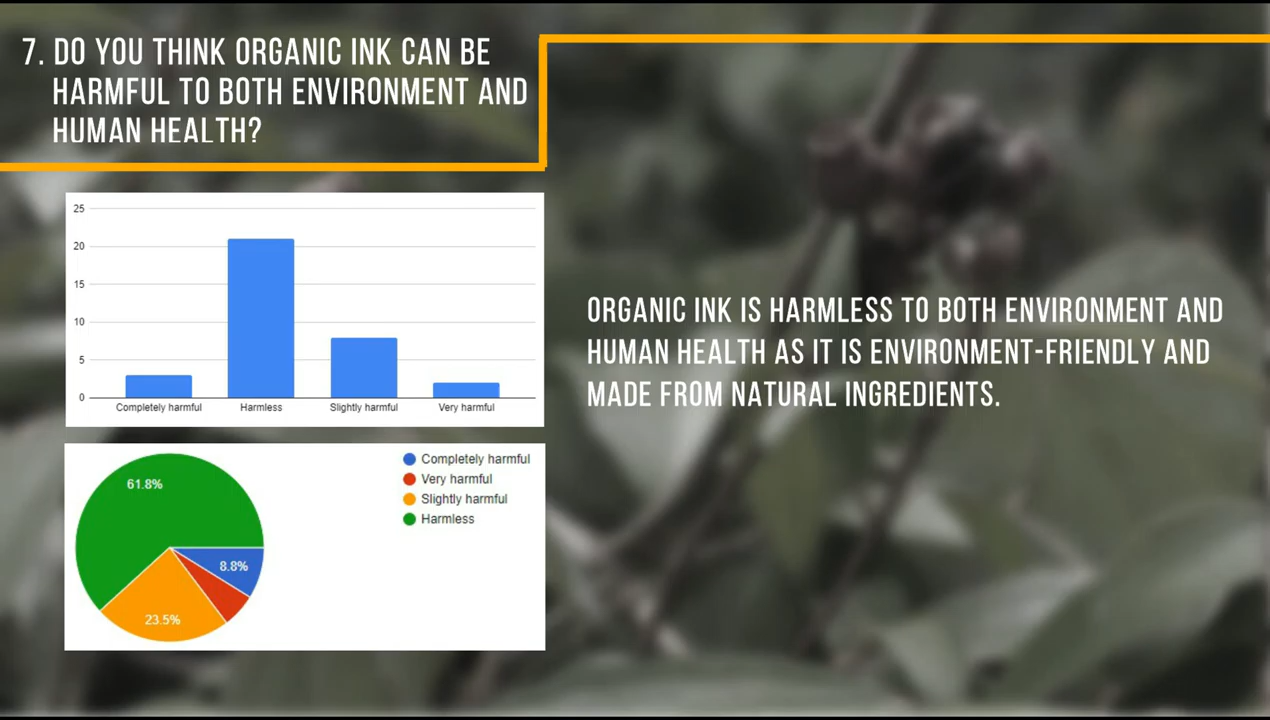 7. DO YOU THINK ORGANIC INK CAN BE
HARMFUL TO BOTH ENVIRONMENT AND
HUMAN HEALTH?
25
20
15
10
5
0
Completely harmful
Harmless
Slightly harmful
Very harmful
61.8%
8.8%
23.5%
Completely harmful
Very harmful
Slightly harmful
Harmless
ORGANIC INK IS HARMLESS TO BOTH ENVIRONMENT AND
HUMAN HEALTH AS IT IS ENVIRONMENT-FRIENDLY AND
MADE FROM NATURAL INGREDIENTS.